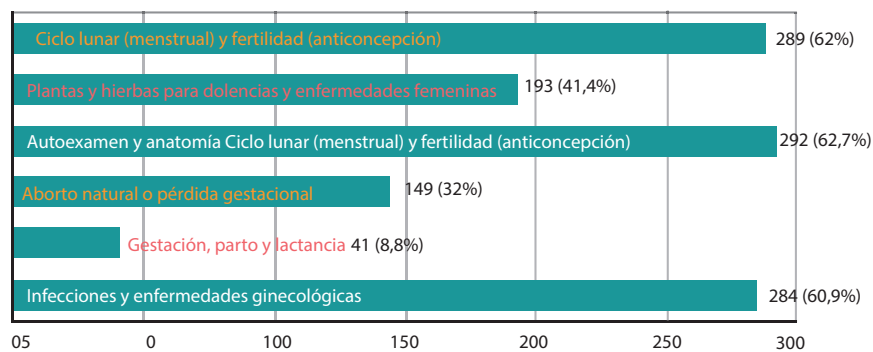 Ciclo lunar (menstrual) y fertilidad (anticoncepción) 289 (62%)
Plantas y hierbas para dolencias y enfermedades femeninas 193 (41,4%)
Autoexamen y anatomía Ciclo lunar (menstrual) y fertilidad (anticoncepción) 292 (62,7%)
Aborto natural o pérdida gestacional 149 (32%)
Gestación, parto y lactancia 41 (8,8%)
Infecciones y enfermedades ginecológicas 284 (60,9%)
05 0 100 150 200 250 300